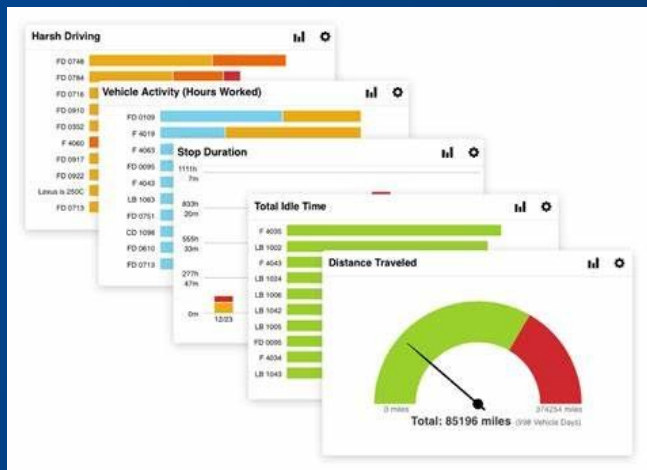 Harsh Driving
FD 0748
FD 0784
FD 0716
FD 0910
FD 0352
F 4060
FD 0917
FD 0922
Lexus is 250C
FD 0713
Vehicle Activity (Hours Worked)
FD 0109
F 4019
F 4063
FD 0095
F 4043
LB 1063
FD 0751
CD 1098
FD 0610
FD 0713
Stop Duration
1111h
7m
833h
20m
555h
33m
277h
47m
0m
12/23
Total Idle Time
F 4035
LB 1002
F 4043
LB 1024
LB 1006
LB 1042
LB 1005
FD 0095
F 4034
LB 1043
Distance Traveled
0 miles
374254 miles
Total: 85196 miles (998 Vehicle Days)